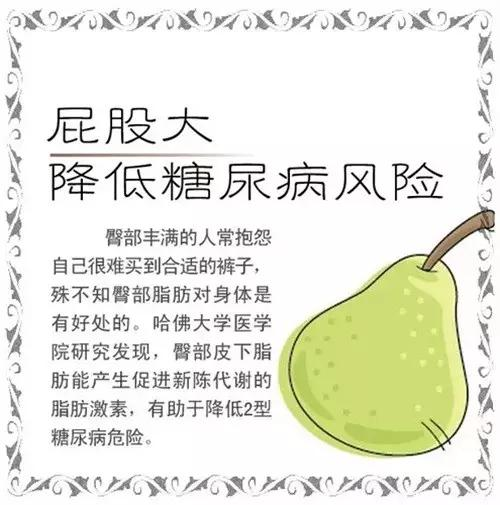 屁股大
降低糖尿病风险
臀部丰满的人常抱怨
自己很难买到合适的裤子，
殊不知臀部脂肪对身体是
有好处的。哈佛大学医学
院研究发现，臀部皮下脂
肪能产生促进新陈代谢的
脂肪激素，有助于降低2型
糖尿病危险。